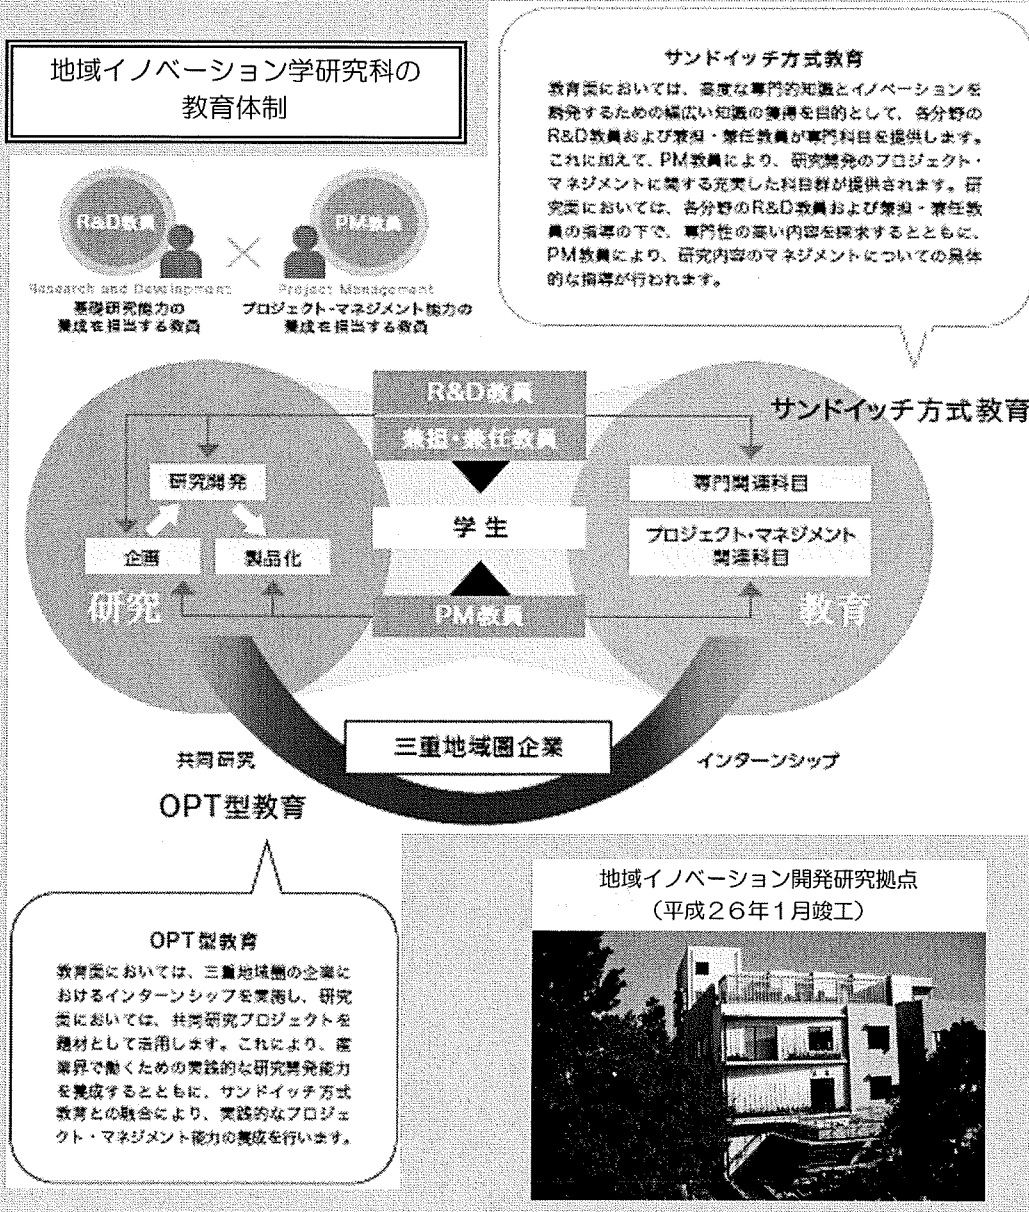 地域イノベーション学研究科の
教育体制
サンドイッチ方式教育
教育面においては、高度な専門的知識とイノベーションを
誘発するための幅広い知識の獲得を目的として、各分野の
R&D教員および兼担・兼任教員が専門科目を提供します。
これに加えて、PM教員により、研究開発のプロジェクト・
マネジメントに関する充実した科目群が提供されます。研
究面においては、各分野のR&D教員および兼担・兼任教
員の指導の下で、専門性の高い内容を探求するとともに、
PM教員により、研究内容のマネジメントについての具体
的な指導が行われます。
R&D教員
PM教員
Research and Development
基礎研究能力の
養成を担当する教員
Project Management
プロジェクト・マネジメント能力の
養成を担当する教員
R&D教員
兼担・兼任教員
サンドイッチ方式教育
研究開発
専門関連科目
学生
企画
製品化
プロジェクト・マネジメント
関連科目
研究
PM教員
教育
三重地域圏企業
共同研究
インターンシップ
OPT型教育
OPT型教育
教育面においては、三重地域圏の企業に
おけるインターンシップを実施し、研究
面においては、共同研究プロジェクトを
題材として活用します。これにより、産
業界で働くための実践的な研究開発能力
を養成するとともに、サンドイッチ方式
教育との融合により、実践的なプロジェ
クト・マネジメント能力の養成を行います。
地域イノベーション開発研究拠点
（平成２６年１月竣工）